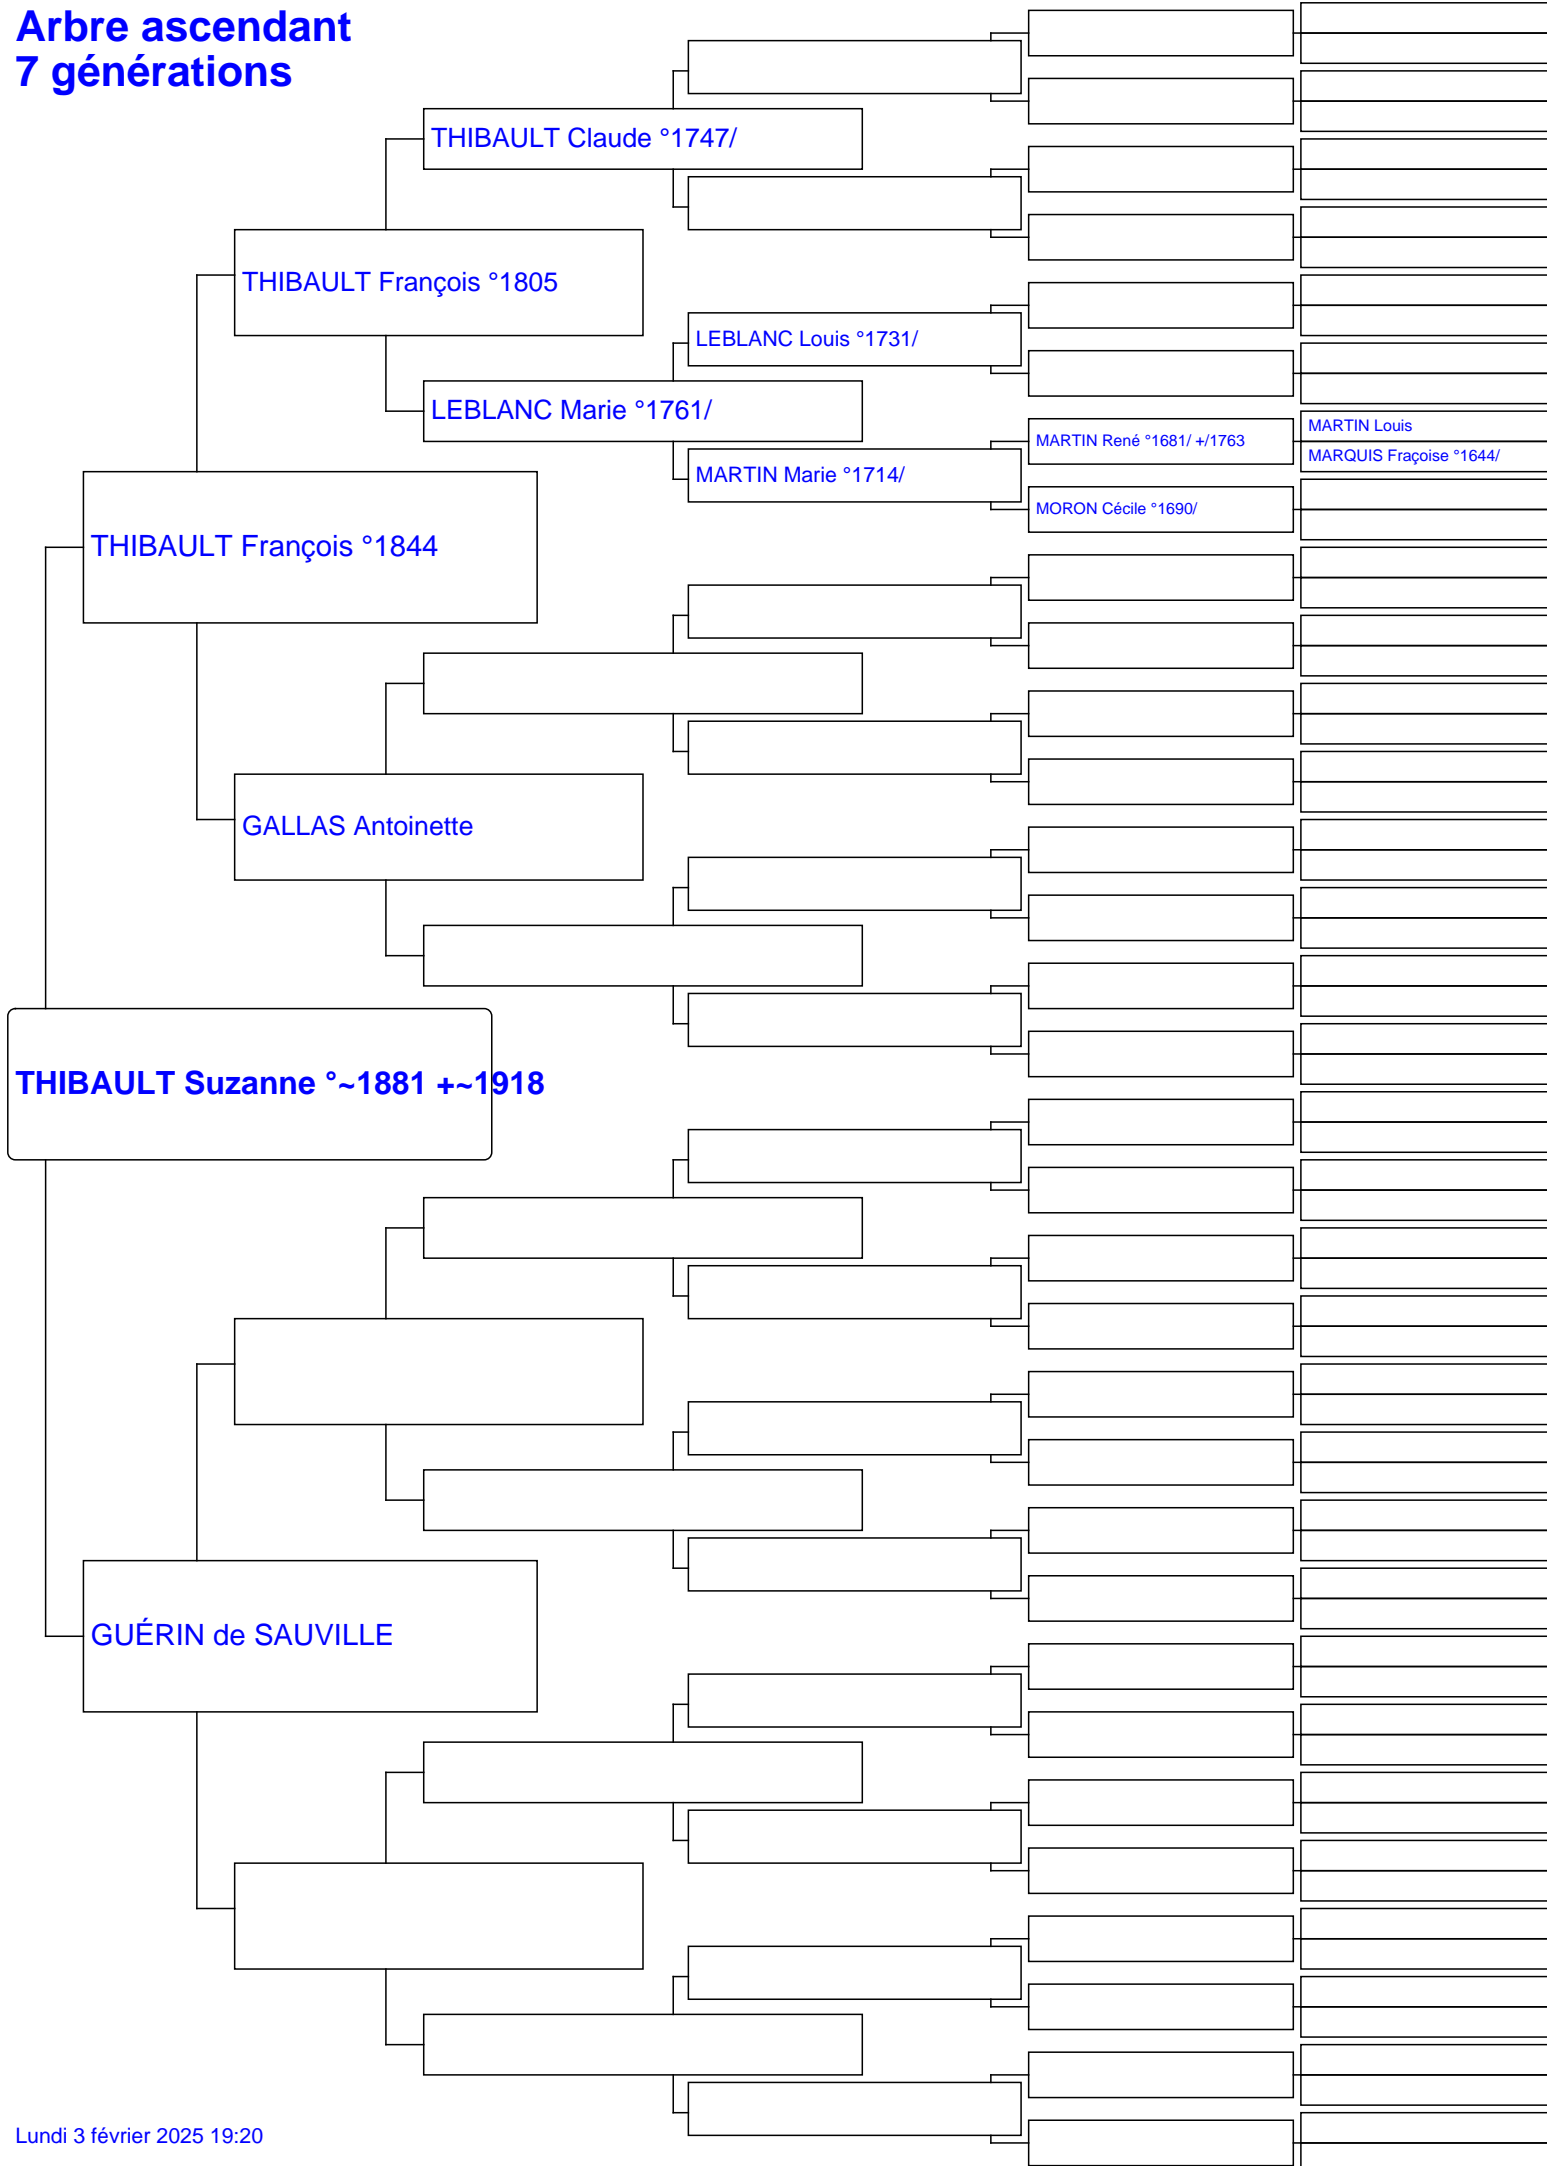 Arbre ascendant
7 générations
THIBAULT Claude °1747/
THIBAULT François °1805
LEBLANC Louis °1731/
LEBLANC Marie °1761/
MARTIN Louis
MARTIN René °1681/ +/1763
MARQUIS Fraçoise °1644/
MARTIN Marie °1714/
MORON Cécile °1690/
THIBAULT François °1844
GALLAS Antoinette
THIBAULT Suzanne °~1881 +~1918
GUÉRIN de SAUVILLE
Lundi 3 février 2025 19:20